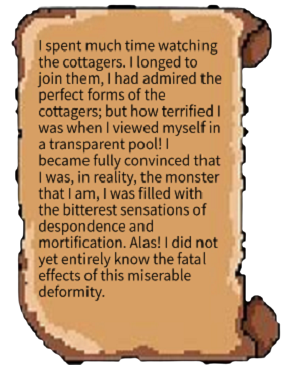 I spent much time watching
the cottagers. I longed to
join them, I had admired the
perfect forms of the
cottagers; but how terrified I
was when I viewed myself in
a transparent pool! I
became fully convinced that
I was, in reality, the monster
that I am, I was filled with
the bitterest sensations of
despondence and
mortification. Alas! I did not
yet entirely know the fatal
effects of this miserable
deformity.